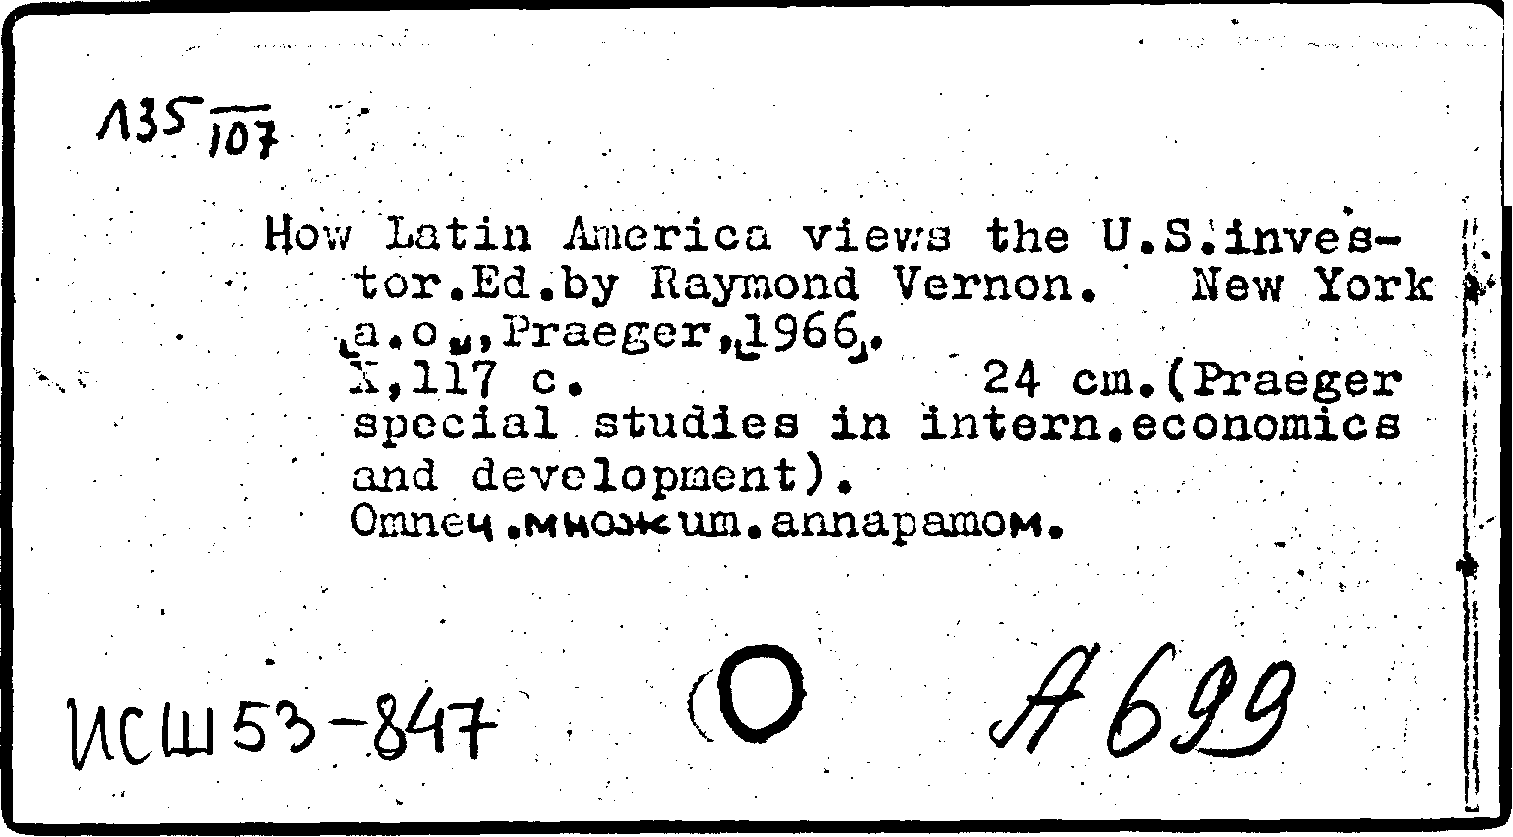 135/107
How Latin America views the U.S.inves-
tor.Ed.by Raymond Vernon. New York
[a.o.],Praeger,[1966].
X,117 с. 24 cm.(Praeger
special studies in intern.economics
and development).
Отпеч.множит.аппаратом.
ИСШ 53-847
А 699